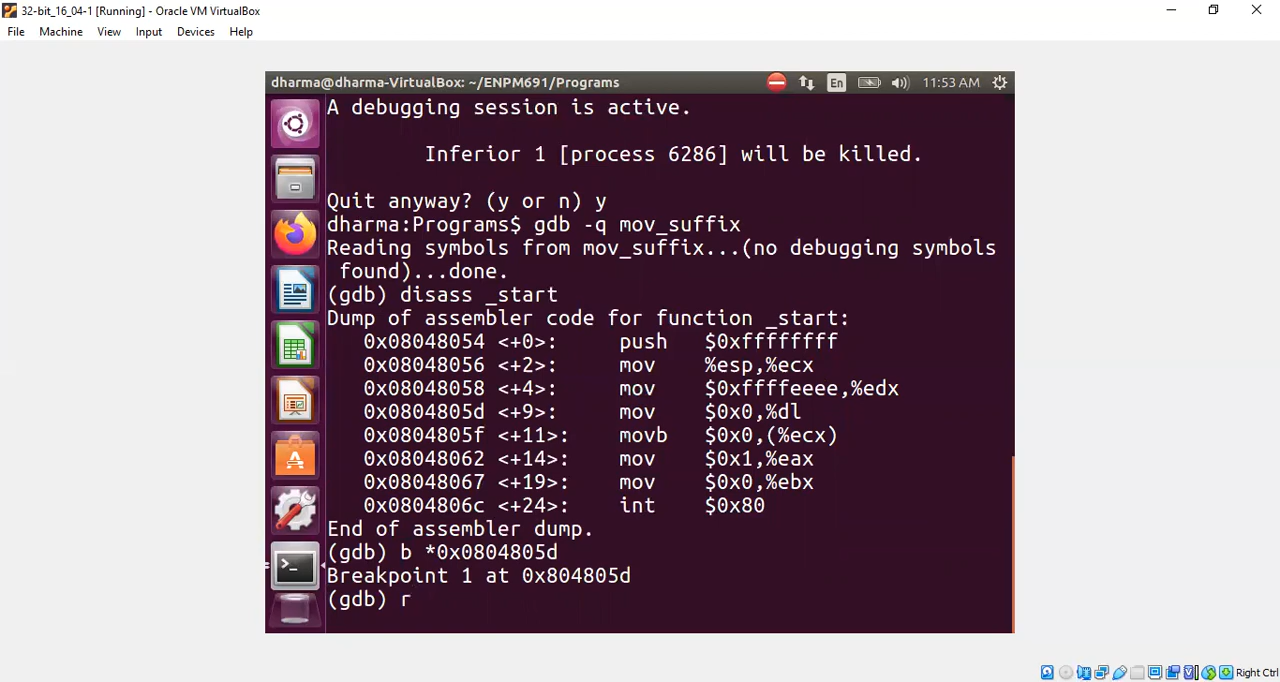 32-bit_16_04-1 [Running] - Oracle VM VirtualBox
File Machine View Input Devices Help
dharma@dharma-VirtualBox: ~/ENPM691/Programs En 11:53 AM
A debugging session is active.
Inferior 1 [process 6286] will be killed.
Quit anyway? (y or n) y
dharma:Programs$ gdb -q mov_suffix
Reading symbols from mov_suffix...(no debugging symbols
found)...done.
(gdb) disass _start
Dump of assembler code for function _start:
0x08048054 <+0>: push $0xffffffff
0x08048056 <+2>: mov %esp,%ecx
0x08048058 <+4>: mov $0xffffeeee,%edx
0x0804805d <+9>: mov $0x0,%dl
0x0804805f <+11>: movb $0x0,(%ecx)
0x08048062 <+14>: mov $0x1,%eax
0x08048067 <+19>: mov $0x0,%ebx
0x0804806c <+24>: int $0x80
End of assembler dump.
(gdb) b *0x0804805d
Breakpoint 1 at 0x804805d
(gdb) r
Right Ctrl